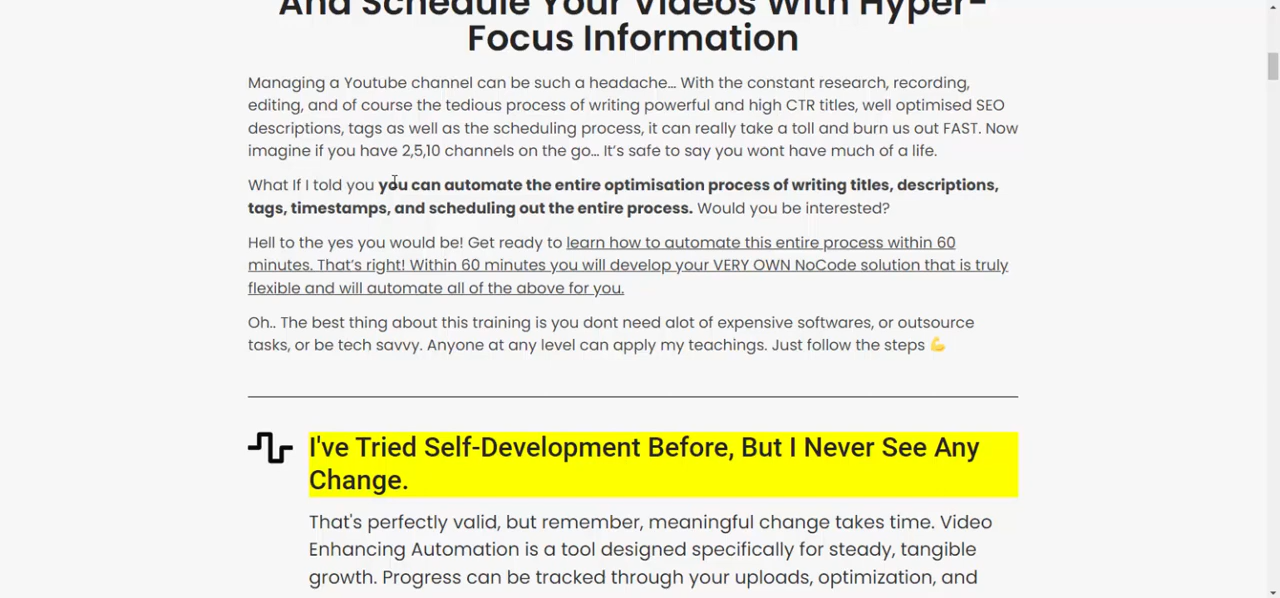 And Schedule Your Videos With Hyper-
Focus Information
Managing a Youtube channel can be such a headache... With the constant research, recording,
editing, and of course the tedious process of writing powerful and high CTR titles, well optimised SEO
descriptions, tags as well as the scheduling process, it can really take a toll and burn us out FAST. Now
imagine if you have 2,5,10 channels on the go... It's safe to say you wont have much of a life.
What If I told you you can automate the entire optimisation process of writing titles, descriptions,
tags, timestamps, and scheduling out the entire process. Would you be interested?
Hell to the yes you would be! Get ready to learn how to automate this entire process within 60
minutes. That's right! Within 60 minutes you will develop your VERY OWN NoCode solution that is truly
flexible and will automate all of the above for you.
Oh.. The best thing about this training is you dont need alot of expensive softwares, or outsource
tasks, or be tech savvy. Anyone at any level can apply my teachings. Just follow the steps 💪
I've Tried Self-Development Before, But I Never See Any
Change.
That's perfectly valid, but remember, meaningful change takes time. Video
Enhancing Automation is a tool designed specifically for steady, tangible
growth. Progress can be tracked through your uploads, optimization, and